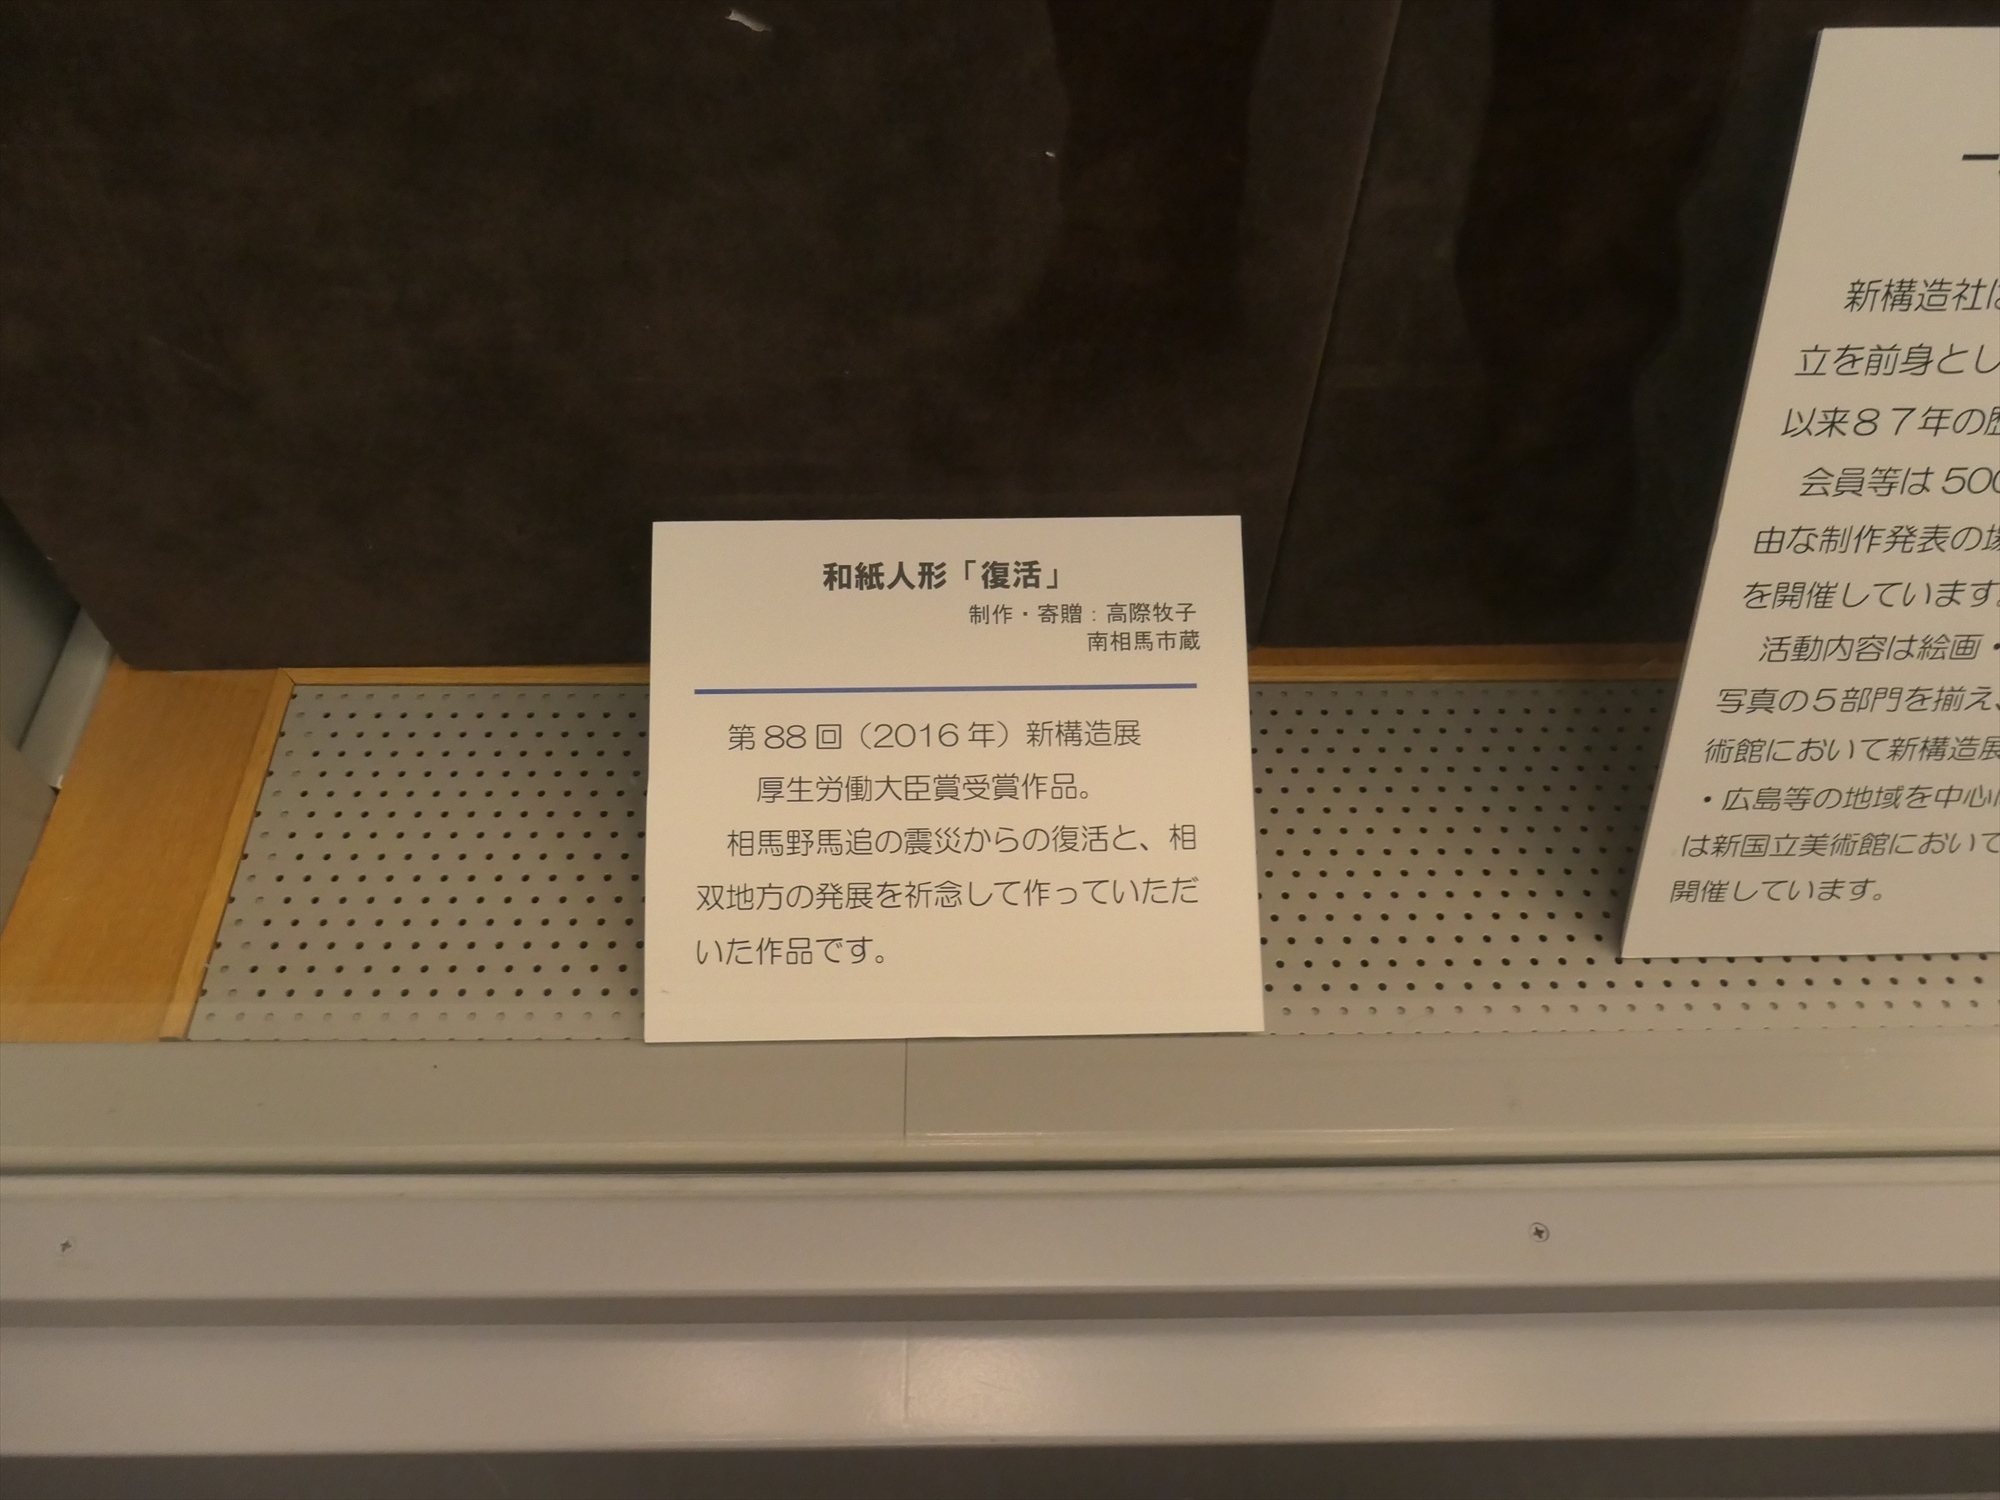 和紙人形「復活」
制作・寄贈：高際牧子
南相馬市蔵
第88回（2016年）新構造展
厚生労働大臣賞受賞作品。
相馬野馬追の震災からの復活と、相
双地方の発展を祈念して作っていただ
いた作品です。
新構造社は
立を前身とし
以来８７年の歴
会員等は500
由な制作発表の場
を開催しています。
活動内容は絵画・
写真の５部門を揃え、
術館において新構造展
・広島等の地域を中心に
は新国立美術館において
開催しています。